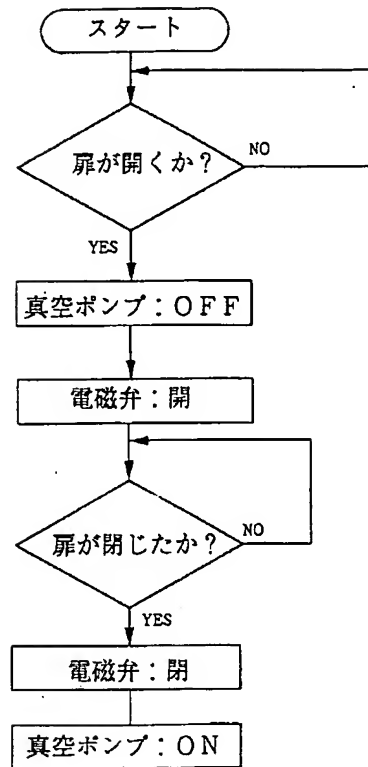 スタート
扉が開くか?
NO
YES
真空ポンプ:OFF
電磁弁:開
扉が閉じたか?
NO
YES
電磁弁:閉
真空ポンプ:ON